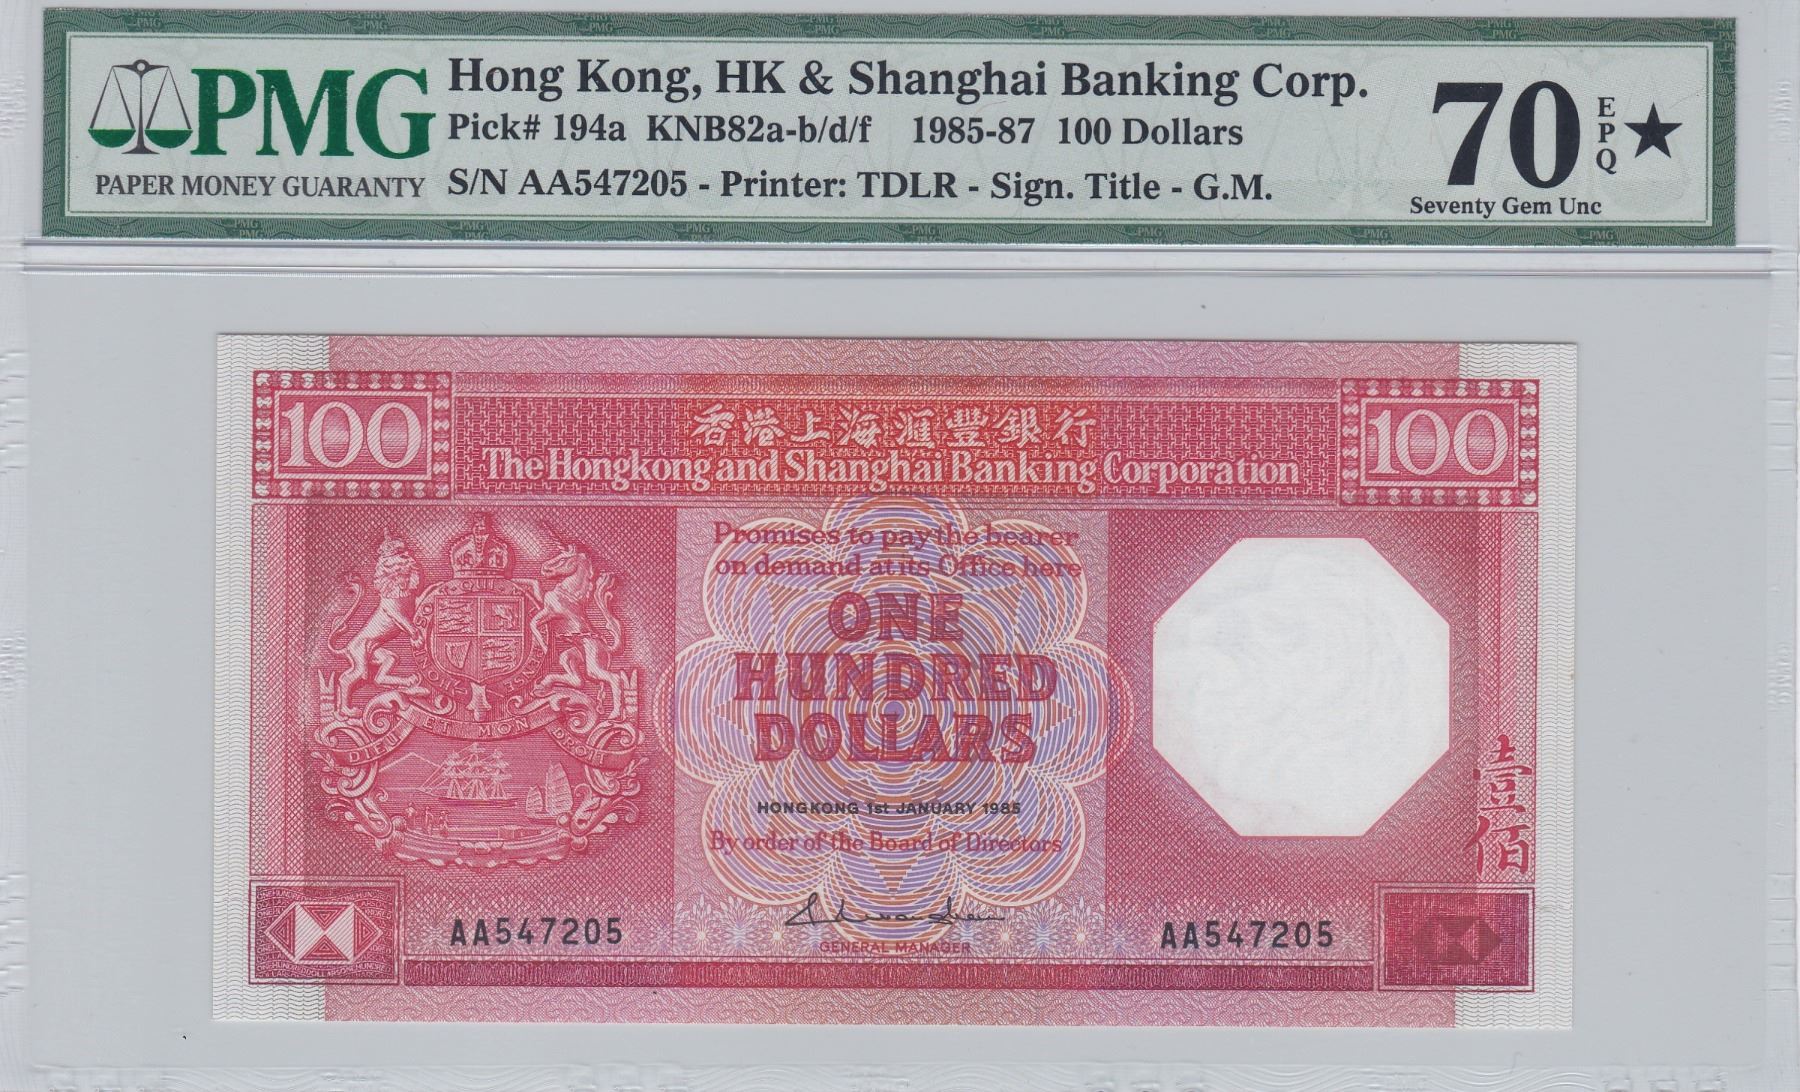 PMG
PAPER MONEY GUARANTY
Hong Kong, HK & Shanghai Banking Corp.
Pick# 194a KNB82a-b/d/f 1985-87 100 Dollars
S/N AA547205 - Printer: TDLR - Sign. Title - G.M.
70 EPQ ★
Seventy Gem Unc
100
香港上海滙豐銀行
100
The Hongkong and Shanghai Banking Corporation
Promises to pay the bearer
on demand at its Office here
ONE
HUNDRED
DOLLARS
DIEU ET MON DROIT
HONGKONG 1st JANUARY 1985
By order of the Board of Directors
壹佰
AA547205
GENERAL MANAGER
AA547205